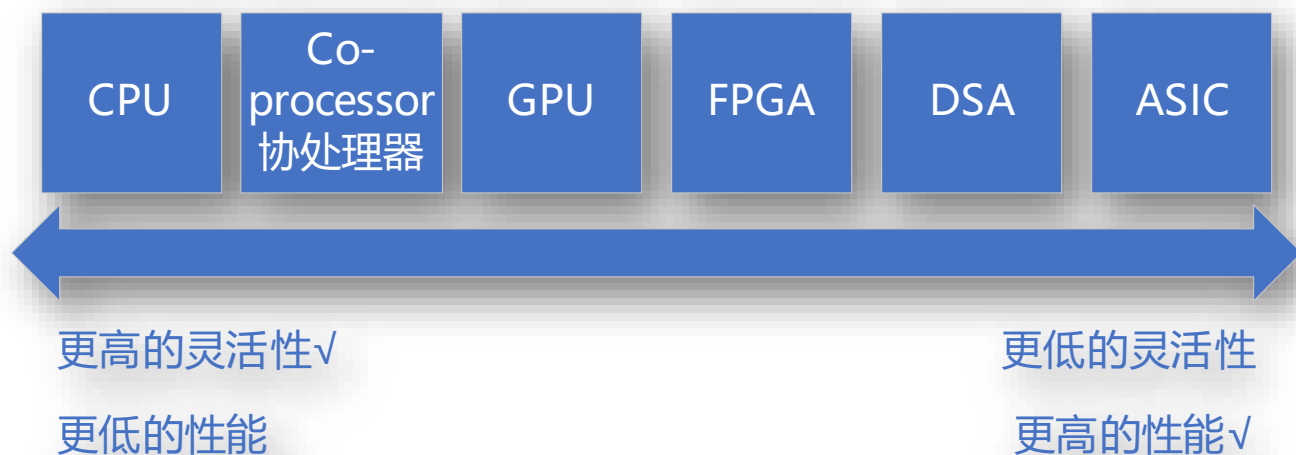 CPU
Co-
processor
协处理器
GPU
FPGA
DSA
ASIC
更高的灵活性√
更低的灵活性
更低的性能
更高的性能√